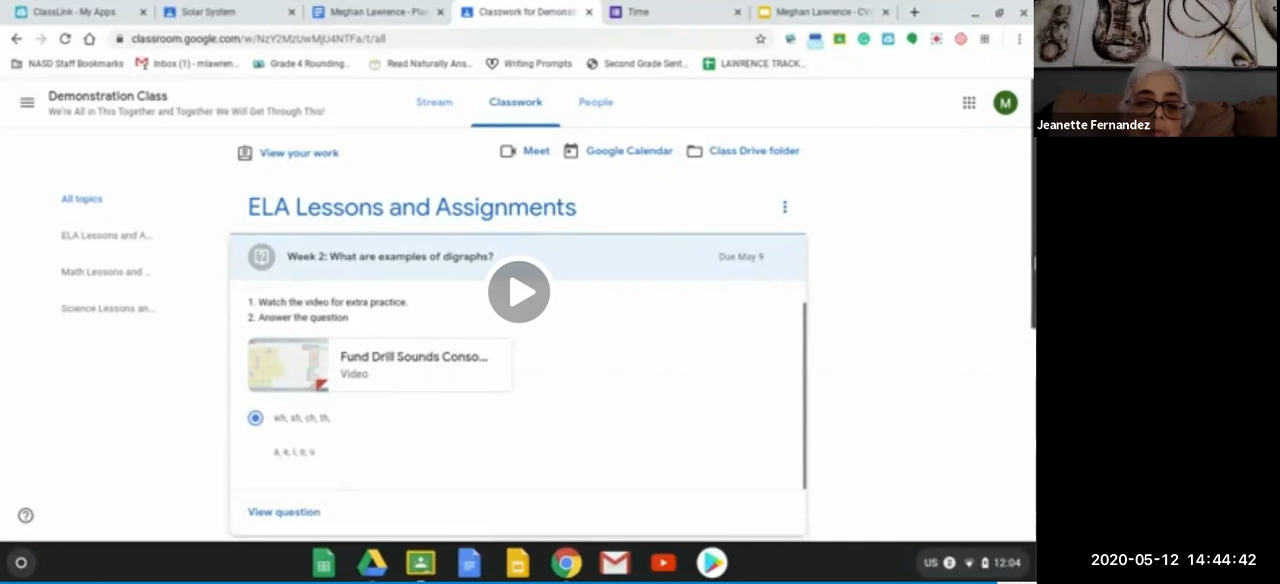 ClassLink - My Apps
Solar System
Meghan Lawrence - Plan
Classwork for Demonst
Time
Meghan Lawrence - CV
classroom.google.com/w/NzY2MzUwMjU4NTFa/t/all
NASD Staff Bookmarks
Inbox (1) - mlawren...
Grade 4 Rounding...
Read Naturally Ans...
Writing Prompts
Second Grade Sent...
LAWRENCE TRACK...
Demonstration Class
We're All in This Together and Together We Will Get Through This!
Stream
Classwork
People
M
Jeanette Fernandez
View your work
Meet
Google Calendar
Class Drive folder
All topics
ELA Lessons and A...
Math Lessons and ...
Science Lessons an...
ELA Lessons and Assignments
Week 2: What are examples of digraphs?
Due May 9
1. Watch the video for extra practice.
2. Answer the question
Fund Drill Sounds Conso...
Video
wh, sh, ch, th,
a, e, i, o, u
View question
US 2 12:04
2020-05-12 14:44:42